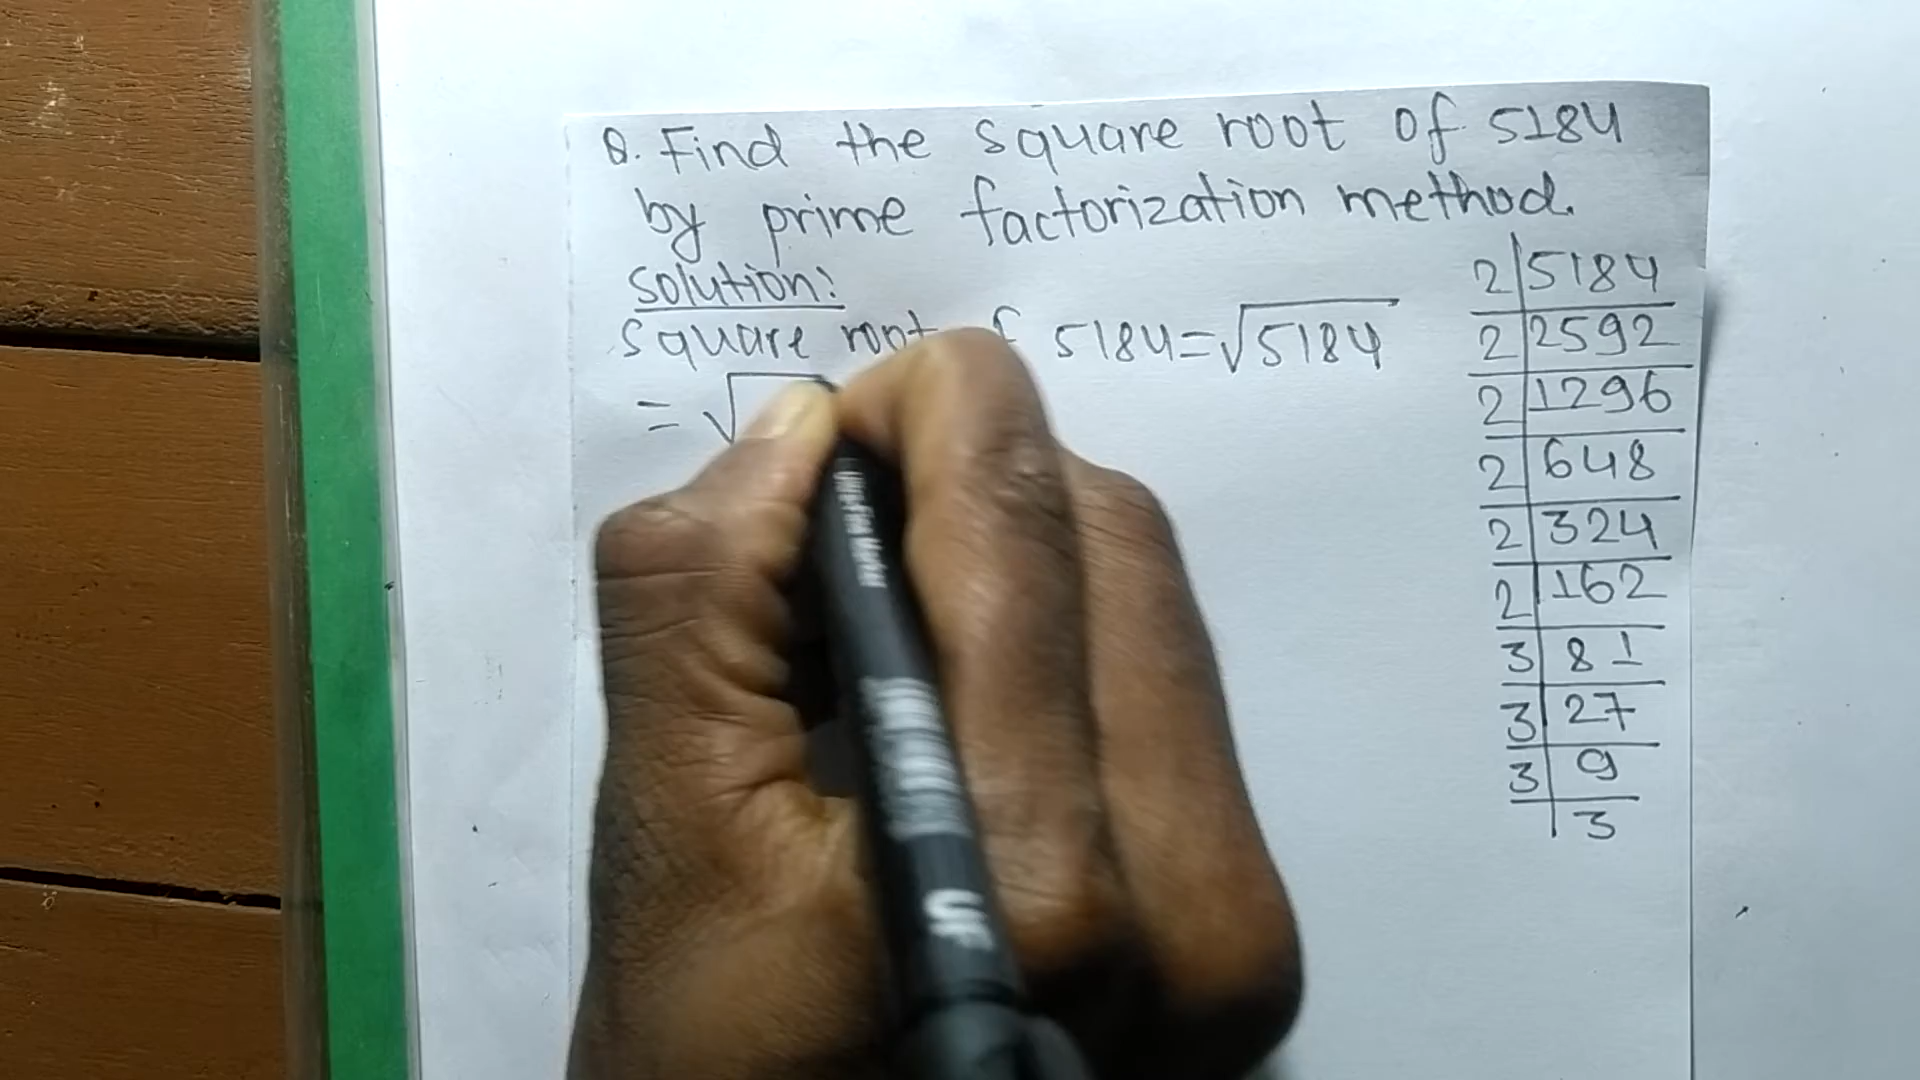 Q. Find the square root of 5184
by prime factorization method.
Solution:
Square root of 5184=√5184
= √
2 5184
2 2592
2 1296
2 648
2 324
2 162
3 81
3 27
3 9
3
UF